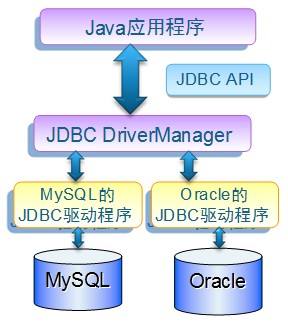 Java应用程序
JDBC API
JDBC DriverManager
MySQL的
JDBC驱动程序
Oracle的
JDBC驱动程序
MySQL
Oracle